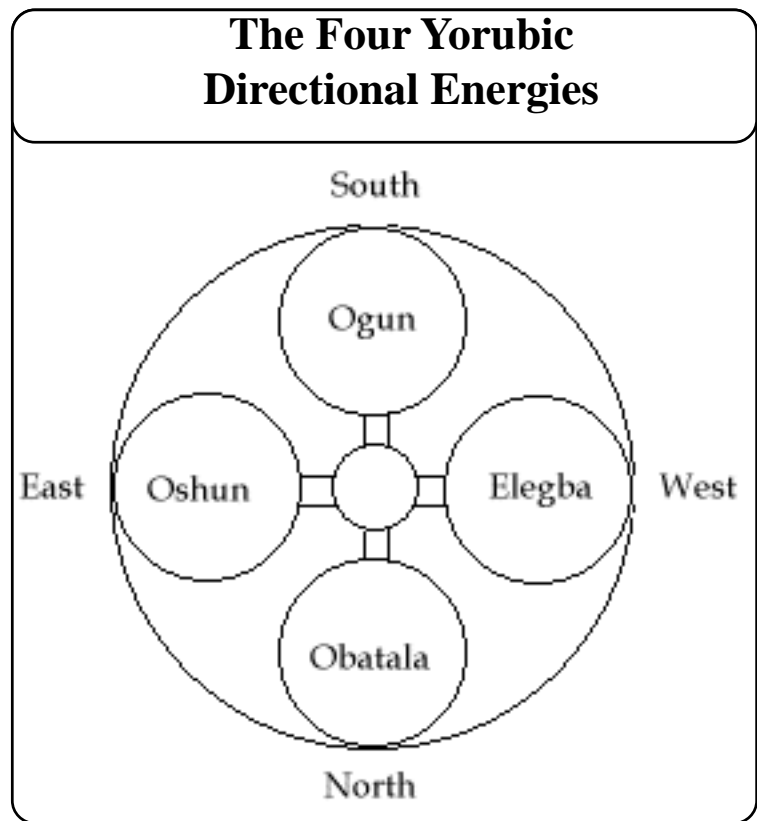 The Four Yorubic
Directional Energies
South
Ogun
East
Oshun
Elegba
West
Obatala
North